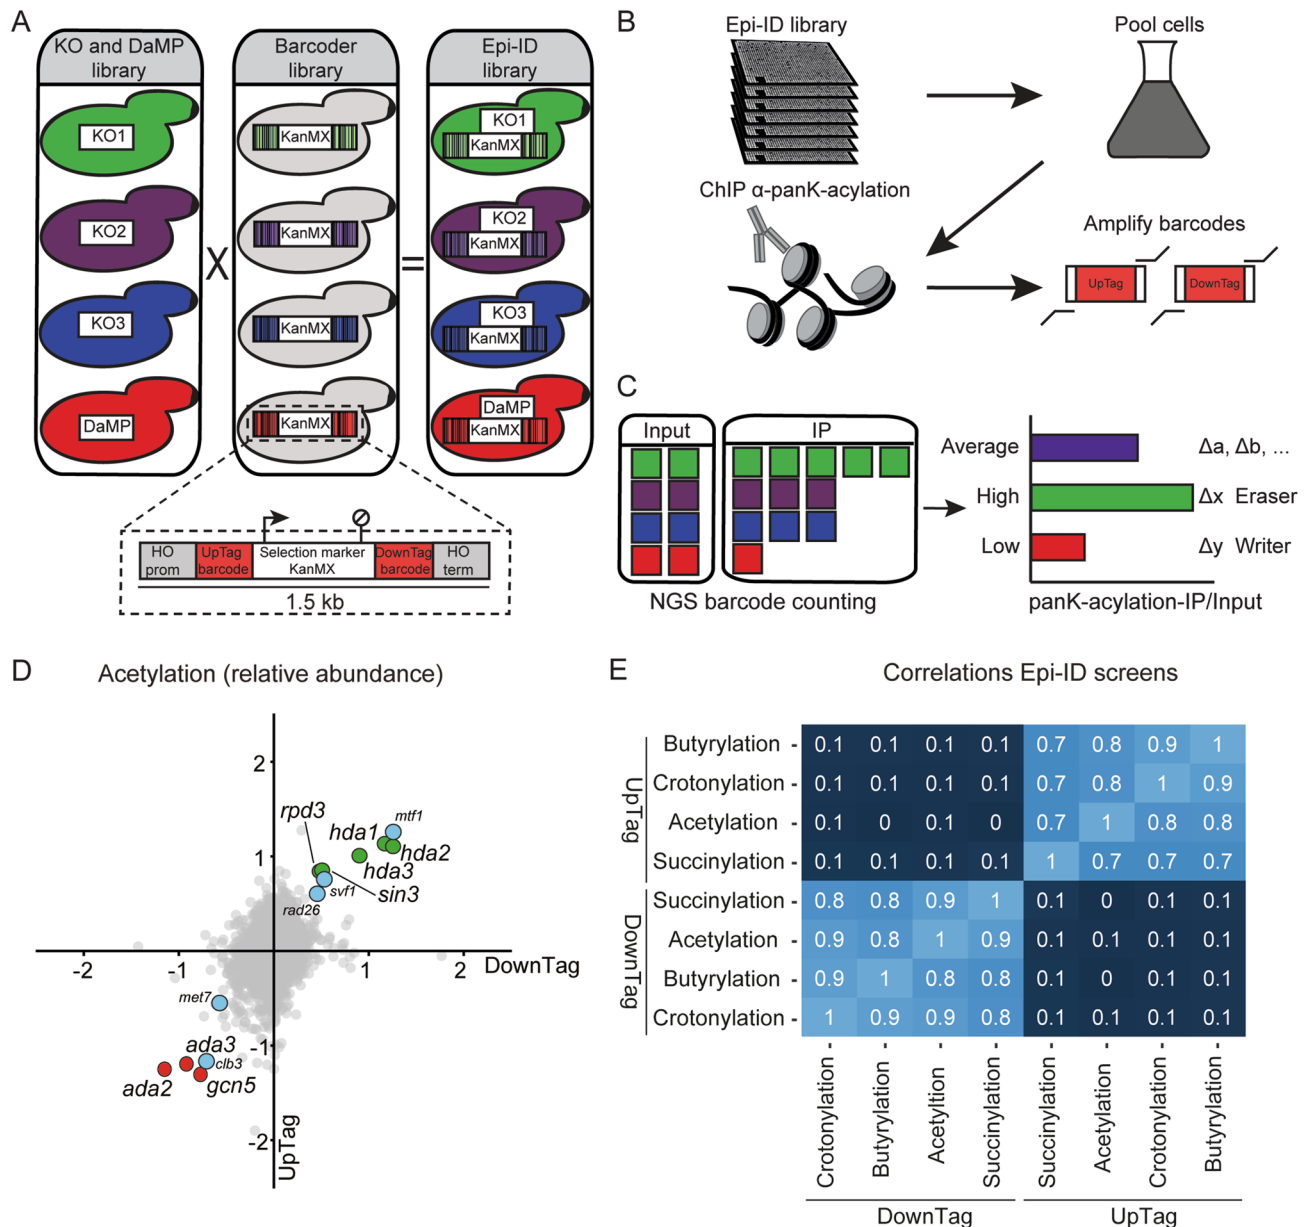 A
KO and DaMP
library
Barcoder
library
Epi-ID
library
KO1
KanMX
KO1
KanMX
KO2
KanMX
KO2
KanMX
X
=
KO3
KanMX
KO3
KanMX
DaMP
KanMX
DaMP
KanMX
HO
prom
UpTag
barcode
Selection marker
KanMX
DownTag
barcode
HO
term
1.5 kb
B
Epi-ID library
Pool cells
ChIP α-panK-acylation
Amplify barcodes
UpTag
DownTag
C
Input
IP
NGS barcode counting
Average
Δa, Δb, ...
High
Δx Eraser
Low
Δy Writer
panK-acylation-IP/Input
D
Acetylation (relative abundance)
2
rpd3
mtf1
hda1
hda2
1
hda3
sin3
svf1
rad26
-2
-1
1
2
DownTag
met7
-1
ada3
clb3
ada2
gcn5
-2
UpTag
E
Correlations Epi-ID screens
UpTag
Butyrylation - 0.1 0.1 0.1 0.1 0.7 0.8 0.9 1
Crotonylation - 0.1 0.1 0.1 0.1 0.7 0.8 1 0.9
Acetylation - 0.1 0 0.1 0 0.7 1 0.8 0.8
Succinylation - 0.1 0.1 0.1 0.1 1 0.7 0.7 0.7
DownTag
Succinylation - 0.8 0.8 0.9 1 0.1 0 0.1 0.1
Acetylation - 0.9 0.8 1 0.9 0.1 0.1 0.1 0.1
Butyrylation - 0.9 1 0.8 0.8 0.1 0 0.1 0.1
Crotonylation - 1 0.9 0.9 0.8 0.1 0.1 0.1 0.1
Crotonylation
Butyrylation
Acetyltion
Succinylation
Succinylation
Acetylation
Crotonylation
Butyrylation
DownTag
UpTag